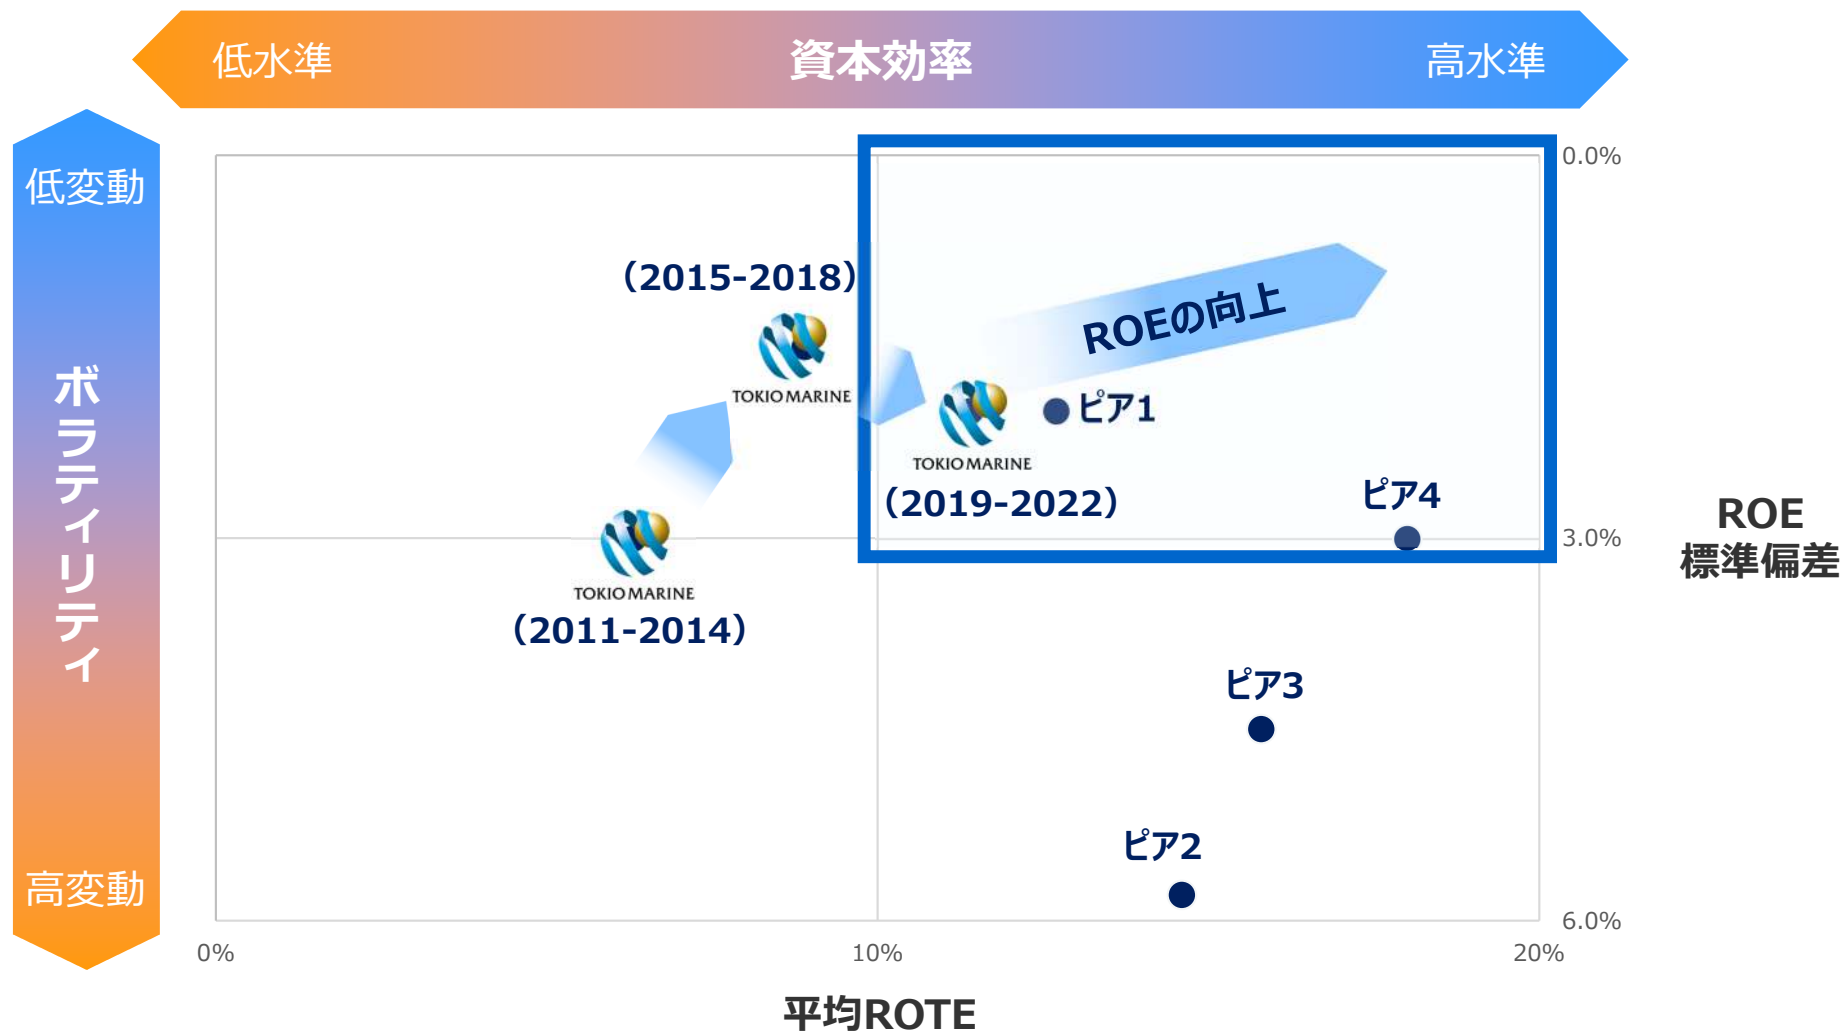 低水準
資本効率
高水準
低変動
ボラティリティ
高変動
0.0%
(2015-2018)
TOKIO MARINE
ROEの向上
ピア1
TOKIO MARINE
(2019-2022)
ピア4
3.0%
ROE
標準偏差
TOKIO MARINE
(2011-2014)
ピア3
ピア2
6.0%
0%
10%
20%
平均ROTE